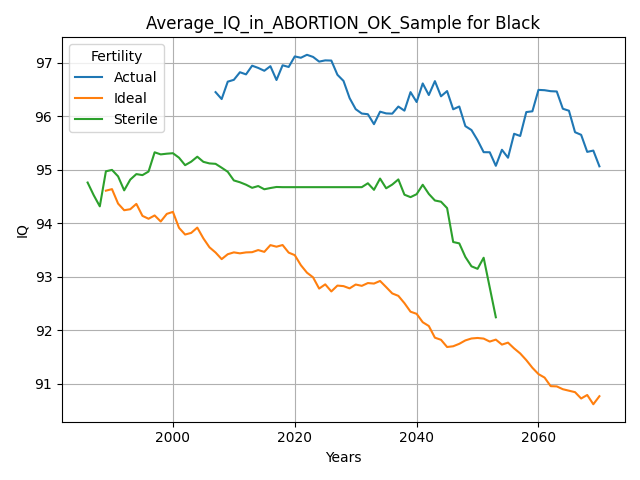 Average_IQ_in_ABORTION_OK_Sample for Black
Fertility
Actual
Ideal
Sterile
97
96
95
94
93
92
91
IQ
2000
2020
2040
2060
Years